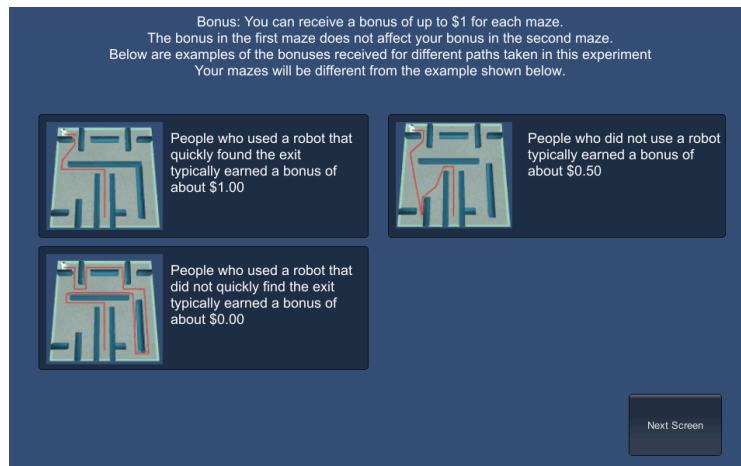 Bonus: You can receive a bonus of up to $1 for each maze.
The bonus in the first maze does not affect your bonus in the second maze.
Below are examples of the bonuses received for different paths taken in this experiment
Your mazes will be different from the example shown below.
People who used a robot that
quickly found the exit
typically earned a bonus of
about $1.00
People who did not use a robot
typically earned a bonus of
about $0.50
People who used a robot that
did not quickly find the exit
typically earned a bonus of
about $0.00
Next Screen